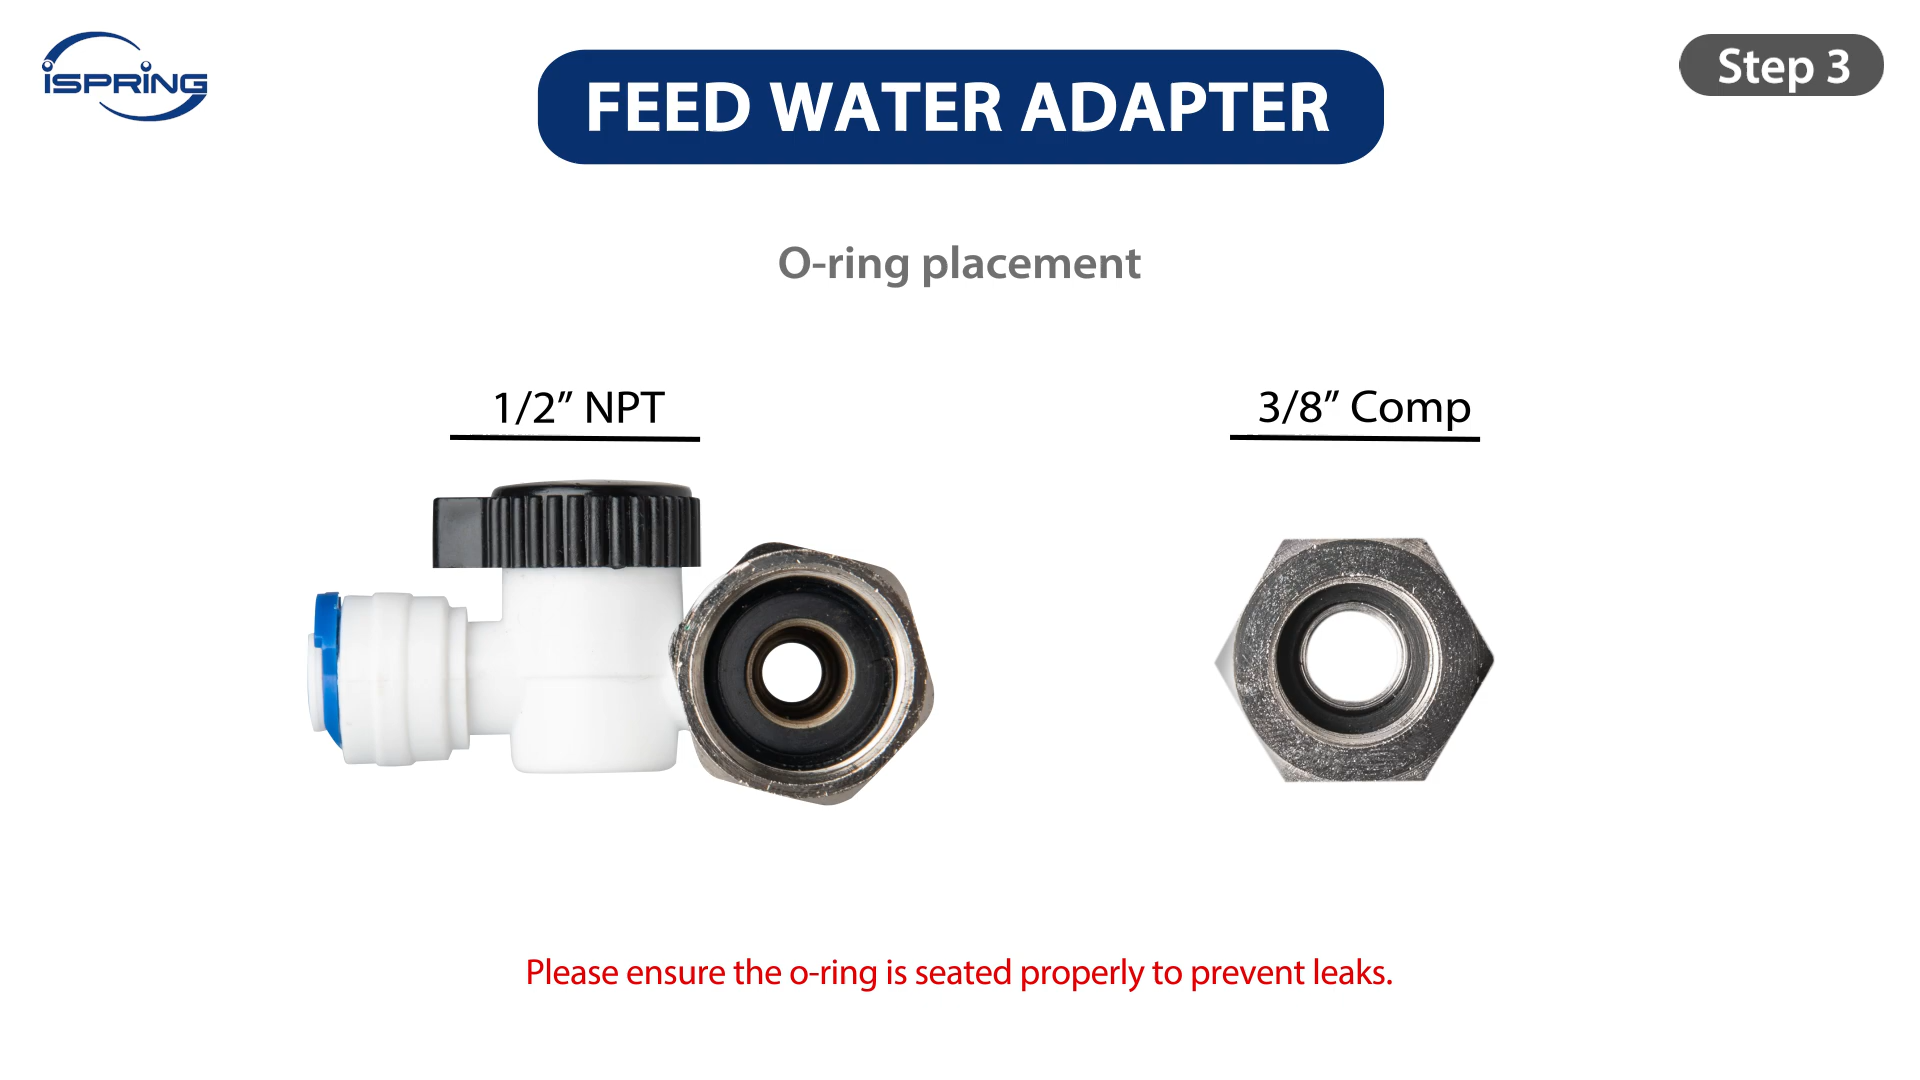 iSPRING
Step 3
FEED WATER ADAPTER
O-ring placement
1/2” NPT
3/8” Comp
Please ensure the o-ring is seated properly to prevent leaks.